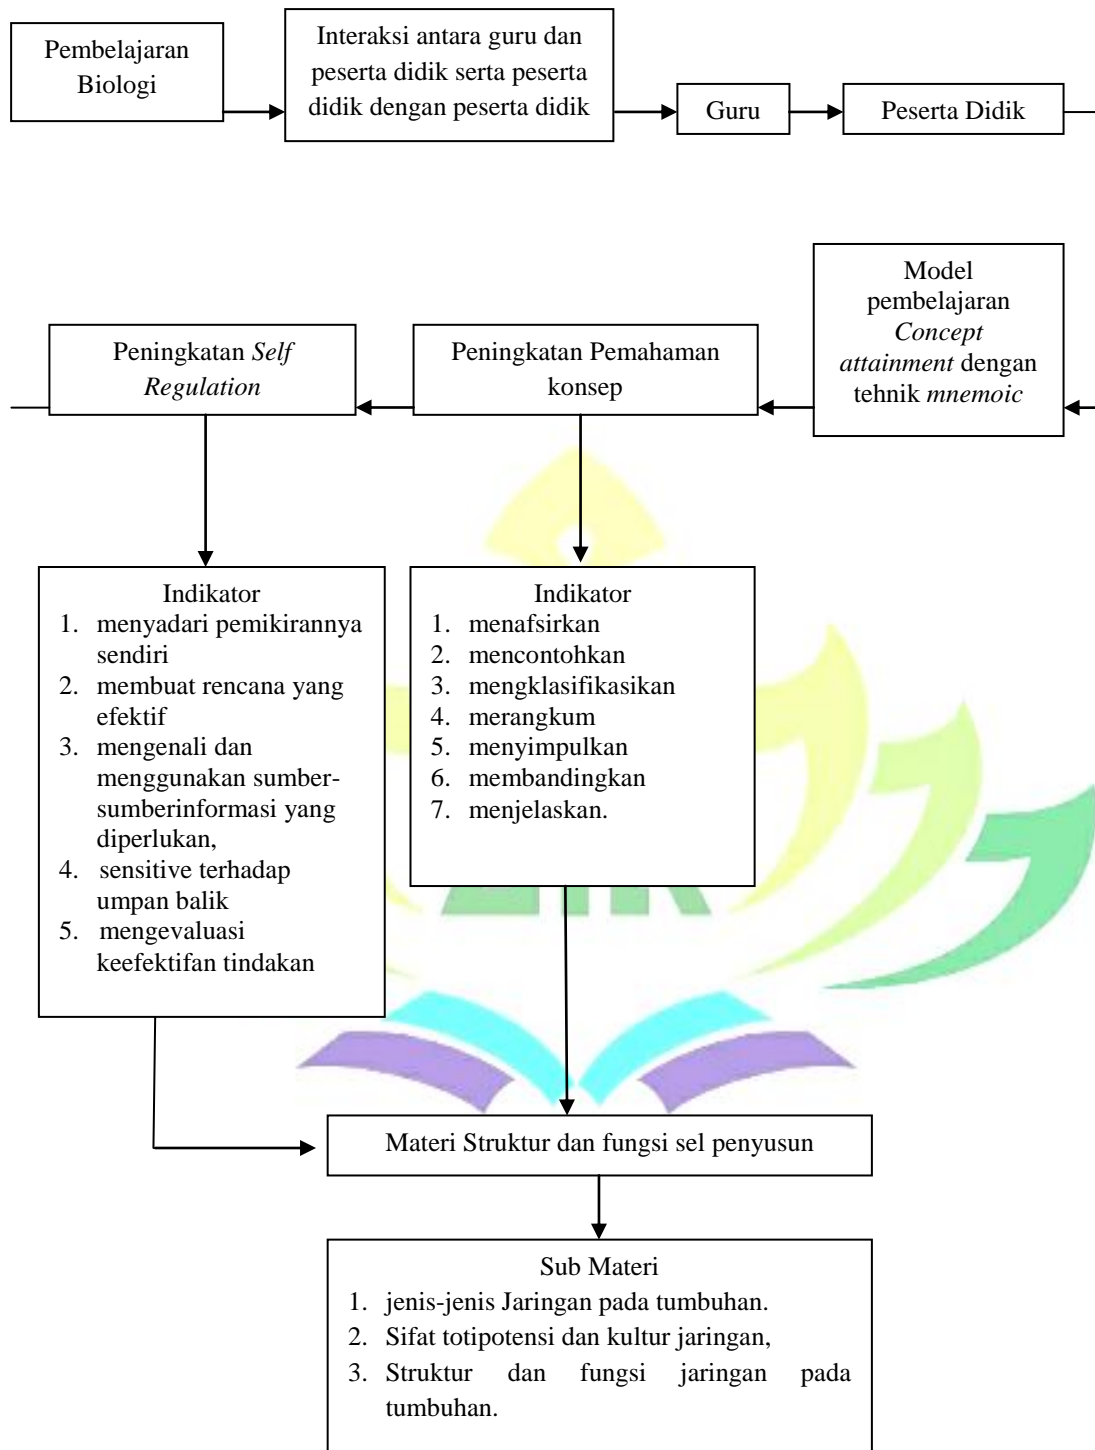 Pembelajaran
Biologi
Interaksi antara guru dan
peserta didik serta peserta
didik dengan peserta didik
Guru
Peserta Didik
Model
pembelajaran
Concept
attainment dengan
tehnik mnemoic
Peningkatan Pemahaman
konsep
Peningkatan Self
Regulation
Indikator
1. menyadari pemikirannya
sendiri
2. membuat rencana yang
efektif
3. mengenali dan
menggunakan sumber-
sumberinformasi yang
diperlukan,
4. sensitive terhadap
umpan balik
5. mengevaluasi
keefektifan tindakan
Indikator
1. menafsirkan
2. mencontohkan
3. mengklasifikasikan
4. merangkum
5. menyimpulkan
6. membandingkan
7. menjelaskan.
Materi Struktur dan fungsi sel penyusun
Sub Materi
1. jenis-jenis Jaringan pada tumbuhan.
2. Sifat totipotensi dan kultur jaringan,
3. Struktur dan fungsi jaringan pada
tumbuhan.